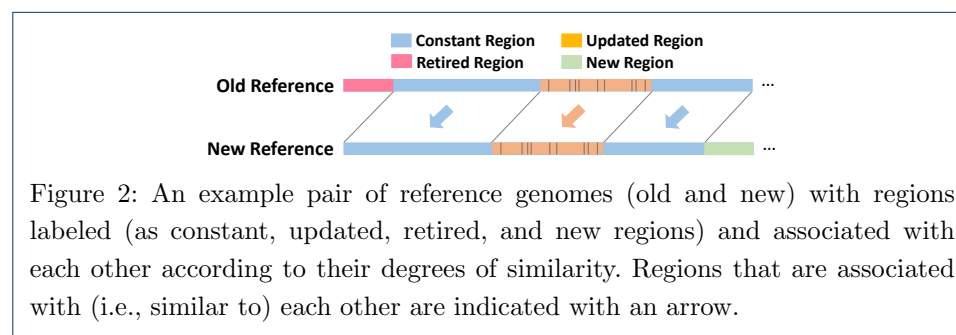 Constant Region Updated Region
Retired Region New Region
Old Reference ...
New Reference ...
Figure 2: An example pair of reference genomes (old and new) with regions
labeled (as constant, updated, retired, and new regions) and associated with
each other according to their degrees of similarity. Regions that are associated
with (i.e., similar to) each other are indicated with an arrow.